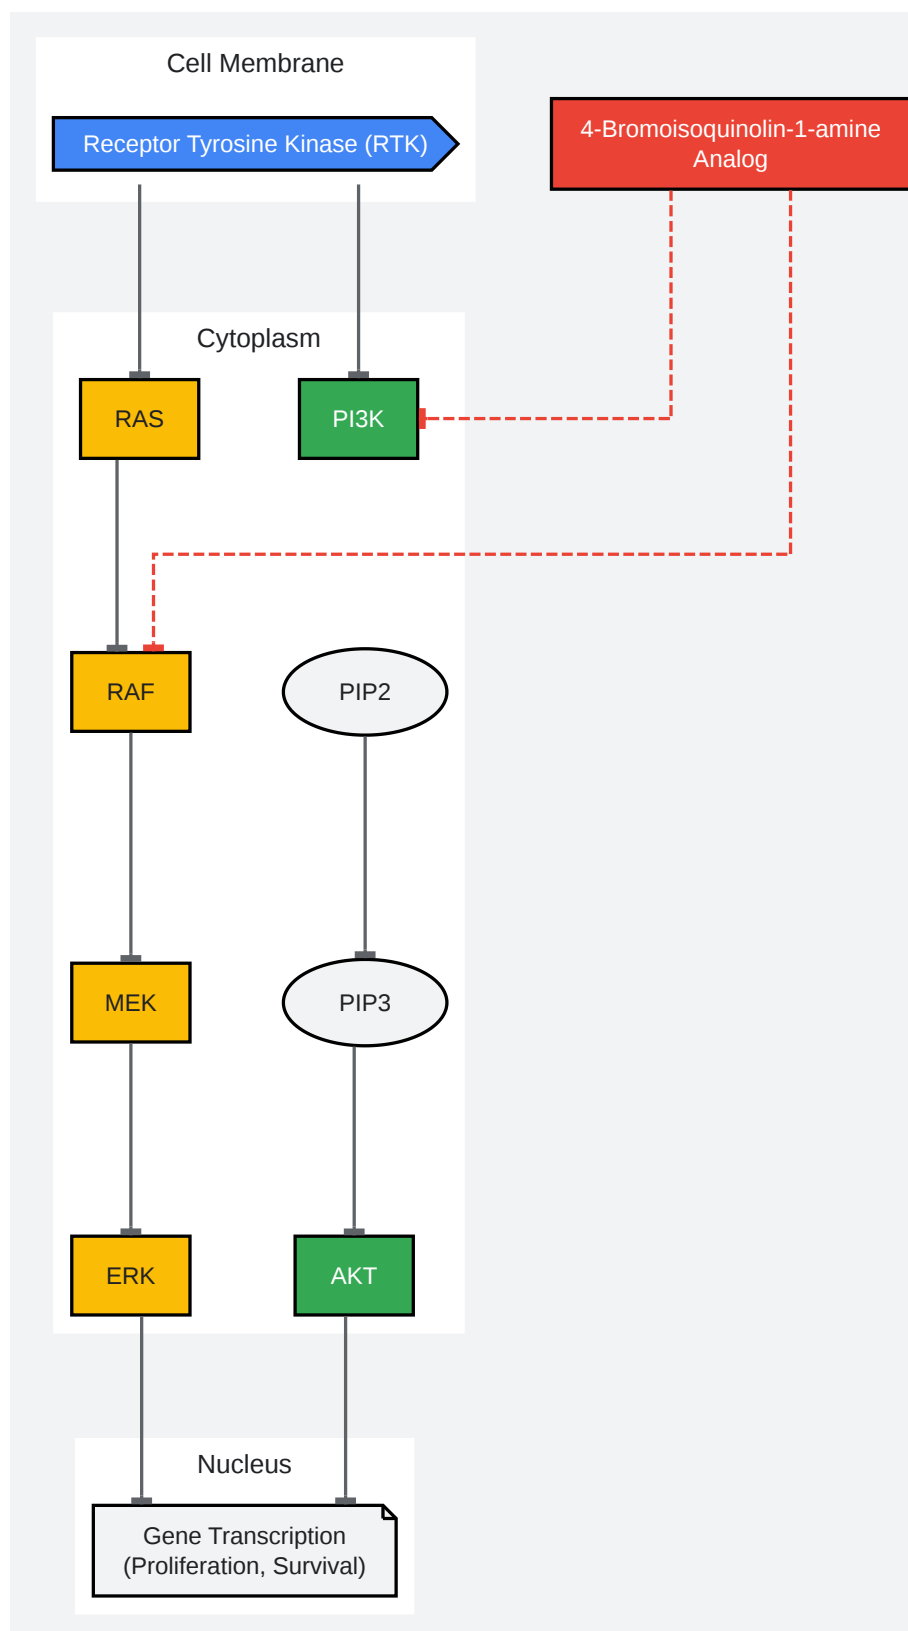 Cell Membrane
Receptor Tyrosine Kinase (RTK)
4-Bromoisoquinolin-1-amine
Analog
Cytoplasm
RAS
PI3K
RAF
PIP2
MEK
PIP3
ERK
AKT
Nucleus
Gene Transcription
(Proliferation, Survival)